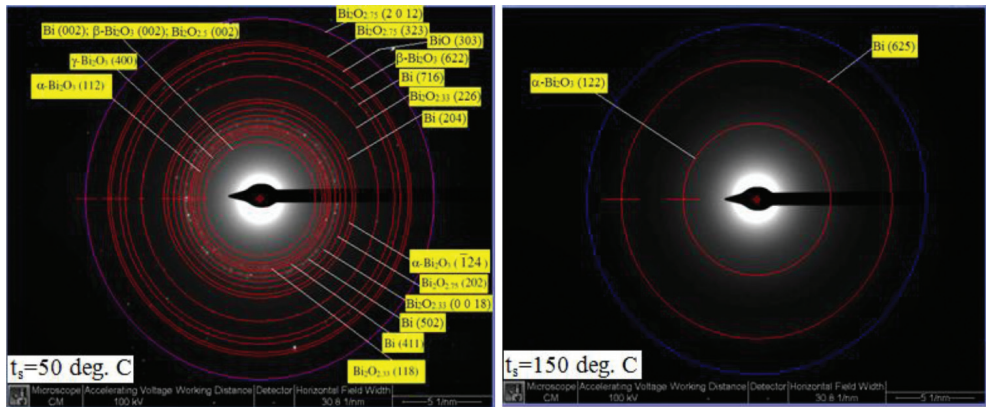 Bi₂O₂.₇₅ (2 0 12)
Bi (002); β-Bi₂O₃ (002); Bi₂O₂.₅ (002)
Bi₂O₂.₇₅ (323)
BiO (303)
γ-Bi₂O₃ (400)
β-Bi₂O₃ (622)
α-Bi₂O₃ (112)
Bi (716)
Bi₂O₂.₃₃ (226)
Bi (204)
α-Bi₂O₃ (1̅24)
Bi₂O₂.₇₅ (202)
Bi₂O₂.₃₃ (0 0 18)
Bi (502)
Bi (411)
Bi₂O₂.₃₃ (118)
tₛ=50 deg. C
Microscope Accelerating Voltage Working Distance Detector Horizontal Field Width
CM 100 kV - - 30.8 1/nm 5 1/nm
Bi (625)
α-Bi₂O₃ (122)
tₛ=150 deg. C
Microscope Accelerating Voltage Working Distance Detector Horizontal Field Width
CM 100 kV - - 30.8 1/nm 5 1/nm